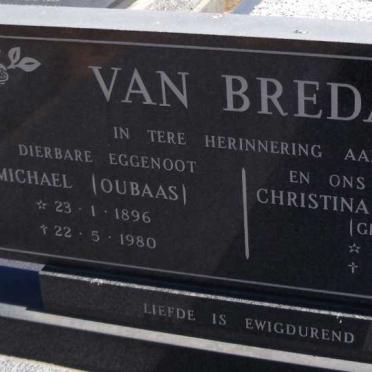 VAN BREDA
IN TERE HERINNERING AAN
DIERBARE EGGENOOT
MICHAEL (OUBAAS)
☆ 23 · 1 · 1896
✝ 22 · 5 · 1980
EN ONS
CHRISTINA
☆
✝
LIEFDE IS EWIGDUREND